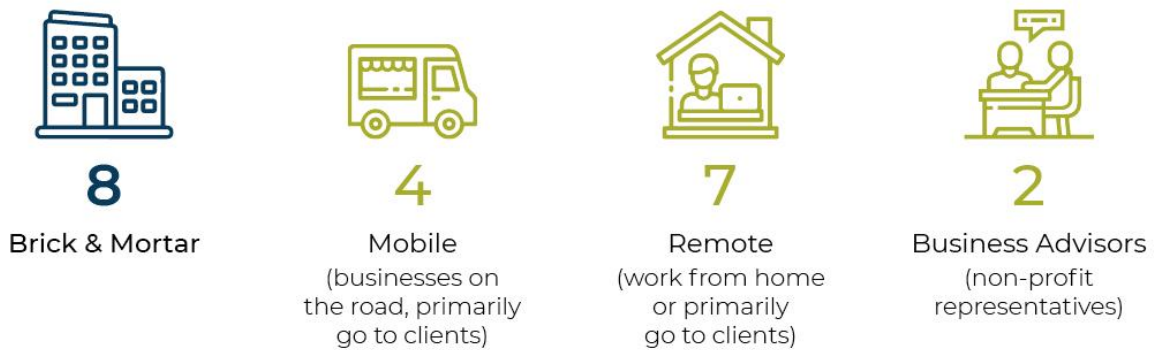 8
Brick & Mortar
4
Mobile
(businesses on
the road, primarily
go to clients)
7
Remote
(work from home
or primarily
go to clients)
2
Business Advisors
(non-profit
representatives)